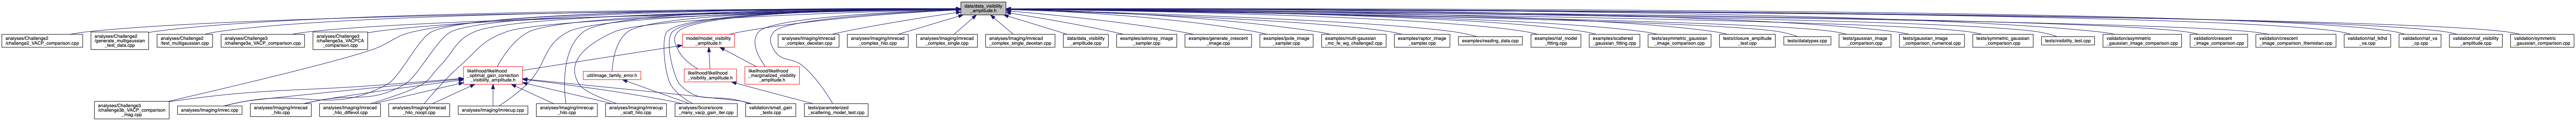 data/data_visibility
_amplitude.h
analyses/Challenge2
/challenge2_VACP_comparison.cpp
analyses/Challenge2
/generate_multigaussian
_test_data.cpp
analyses/Challenge2
/test_multigaussian.cpp
analyses/Challenge3
/challenge3a_VACP_comparison.cpp
analyses/Challenge3
/challenge3a_VACPCA
_comparison.cpp
model/model_visibility
_amplitude.h
analyses/imaging/imrecad
_complex_decstan.cpp
analyses/imaging/imrecad
_complex_hilo.cpp
analyses/imaging/imrecad
_complex_single.cpp
analyses/imaging/imrecad
_complex_single_decstan.cpp
data/data_visibility
_amplitude.cpp
examples/astroray_image
_sampler.cpp
examples/generate_crescent
_image.cpp
examples/ipole_image
_sampler.cpp
examples/multi-gaussian
_mc_fe_eg_challenge2.cpp
examples/raptor_image
_sampler.cpp
examples/reading_data.cpp
examples/riaf_model
_fitting.cpp
examples/scattered
_gaussian_fitting.cpp
tests/asymmetric_gaussian
_image_comparison.cpp
tests/closure_amplitude
_test.cpp
tests/datatypes.cpp
tests/gaussian_image
_comparison.cpp
tests/gaussian_image
_comparison_numerical.cpp
tests/symmetric_gaussian
_comparison.cpp
tests/visibility_test.cpp
validation/asymmetric
_gaussian_image_comparison.cpp
validation/crescent
_image_comparison.cpp
validation/crescent
_image_comparison_themistan.cpp
validation/riaf_lklhd
_va.cpp
validation/riaf_va
_cp.cpp
validation/riaf_visibility
_amplitude.cpp
validation/symmetric
_gaussian_comparison.cpp
likelihood/likelihood
_optimal_gain_correction
_visibility_amplitude.h
util/image_family_error.h
likelihood/likelihood
_visibility_amplitude.h
likelihood/likelihood
_marginalized_visibility
_amplitude.h
analyses/Challenge3
/challenge3b_VACP_comparison
_mag.cpp
analyses/imaging/imrec.cpp
analyses/imaging/imrecad
_hilo.cpp
analyses/imaging/imrecad
_hilo_diffevol.cpp
analyses/imaging/imrecad
_hilo_noopt.cpp
analyses/imaging/imrecup.cpp
analyses/imaging/imrecup
_hilo.cpp
analyses/imaging/imrecup
_scatt_hilo.cpp
analyses/Score/score
_many_vacp_gain_iter.cpp
validation/small_gain
_tests.cpp
tests/parameterized
_scattering_model_test.cpp